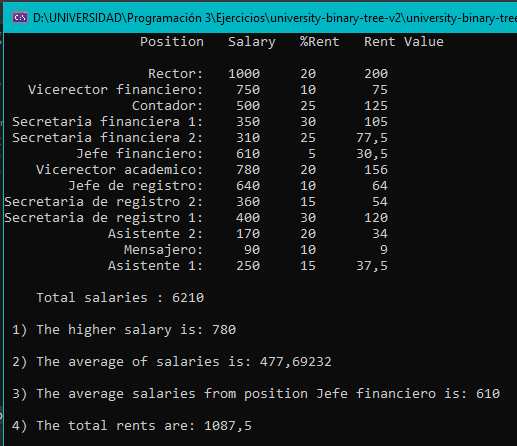 D:\UNIVERSIDAD\Programación 3\Ejercicios\university-binary-tree-v2\university-binary-tree
Position Salary %Rent Rent Value
Rector: 1000 20 200
Vicerector financiero: 750 10 75
Contador: 500 25 125
Secretaria financiera 1: 350 30 105
Secretaria financiera 2: 310 25 77,5
Jefe financiero: 610 5 30,5
Vicerector academico: 780 20 156
Jefe de registro: 640 10 64
Secretaria de registro 2: 360 15 54
Secretaria de registro 1: 400 30 120
Asistente 2: 170 20 34
Mensajero: 90 10 9
Asistente 1: 250 15 37,5
Total salaries : 6210
1) The higher salary is: 780
2) The average of salaries is: 477,69232
3) The average salaries from position Jefe financiero is: 610
4) The total rents are: 1087,5